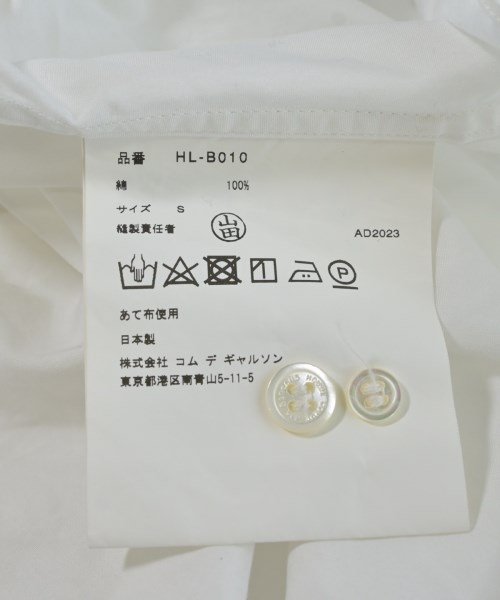 品番 HL-B010
綿 100%
サイズ S
縫製責任者 山田
AD2023
P
あて布使用
日本製
株式会社 コム デ ギャルソン
東京都港区南青山5-11-5